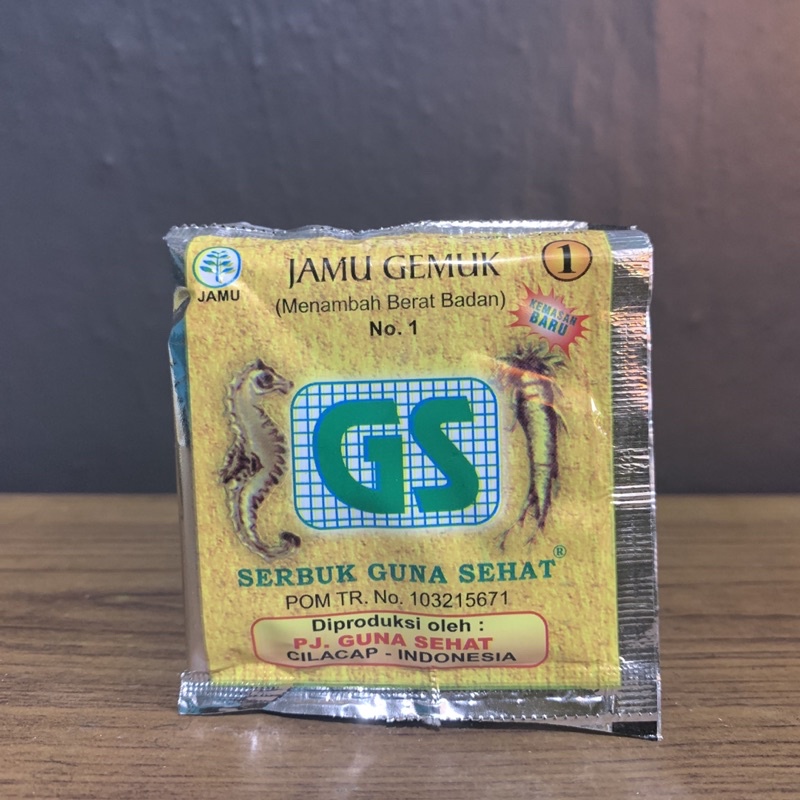 JAMU GEMUK
1
JAMU
(Menambah Berat Badan)
No. 1
KEMASAN
BARU
GS
SERBUK GUNA SEHAT®
POM TR. No. 103215671
Diproduksi oleh :
PJ. GUNA SEHAT
CILACAP - INDONESIA